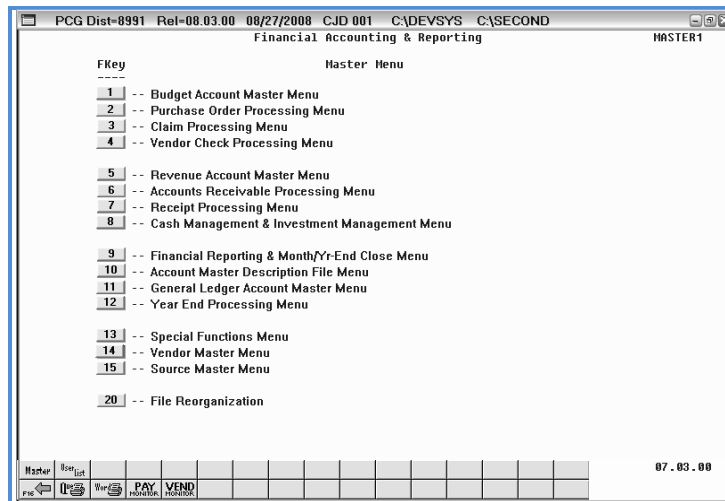 PCG Dist=8991 Rel=08.03.00 08/27/2008 CJD 001 C:\DEVSYS C:\SECOND
Financial Accounting & Reporting MASTER1
FKey Master Menu
----
1 -- Budget Account Master Menu
2 -- Purchase Order Processing Menu
3 -- Claim Processing Menu
4 -- Vendor Check Processing Menu
5 -- Revenue Account Master Menu
6 -- Accounts Receivable Processing Menu
7 -- Receipt Processing Menu
8 -- Cash Management & Investment Management Menu
9 -- Financial Reporting & Month/Yr-End Close Menu
10 -- Account Master Description File Menu
11 -- General Ledger Account Master Menu
12 -- Year End Processing Menu
13 -- Special Functions Menu
14 -- Vendor Master Menu
15 -- Source Master Menu
20 -- File Reorganization
Master User List 07.03.00
F16 Word PAY MONITOR VEND MONITOR